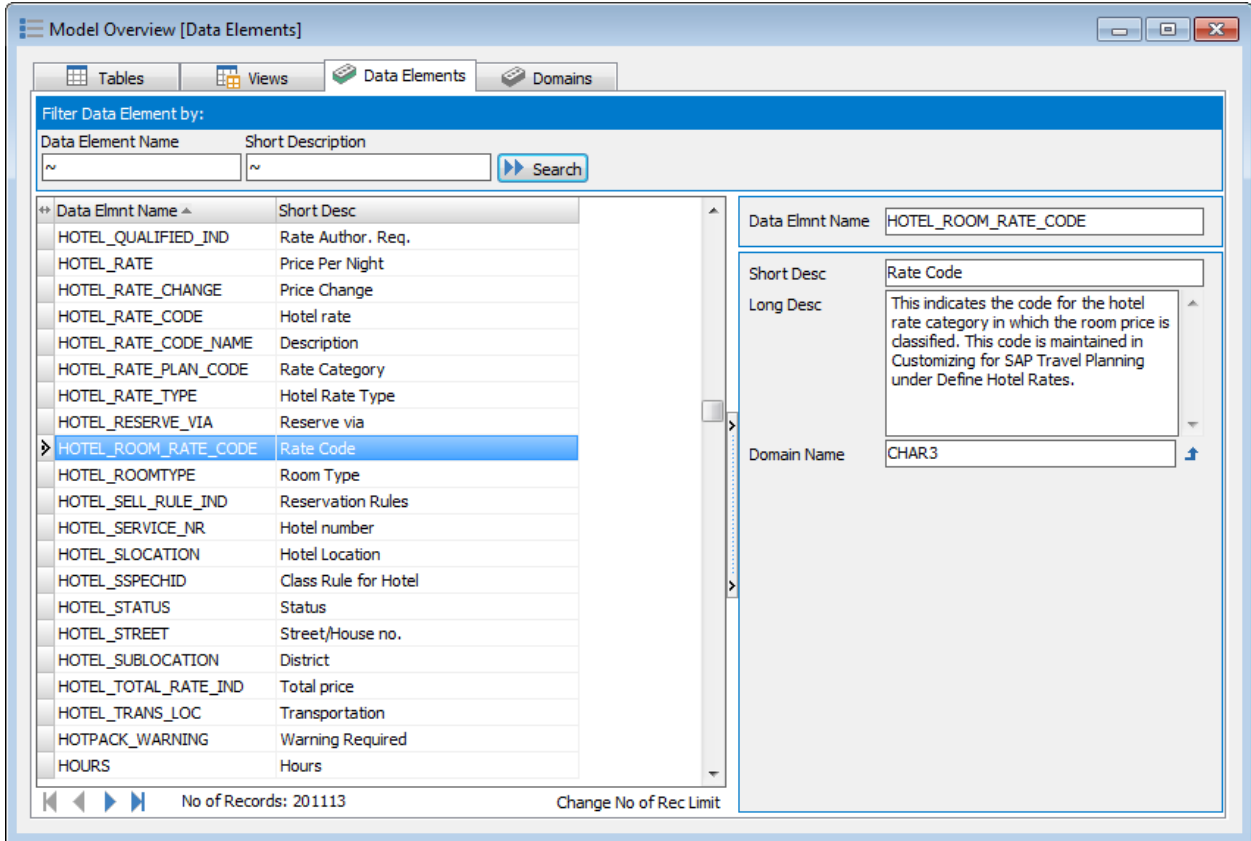 Model Overview [Data Elements]
Tables Views Data Elements Domains
Filter Data Element by:
Data Element Name Short Description
~ ~ Search
Data Elmnt Name Short Desc
HOTEL_QUALIFIED_IND Rate Author. Req.
HOTEL_RATE Price Per Night
HOTEL_RATE_CHANGE Price Change
HOTEL_RATE_CODE Hotel rate
HOTEL_RATE_CODE_NAME Description
HOTEL_RATE_PLAN_CODE Rate Category
HOTEL_RATE_TYPE Hotel Rate Type
HOTEL_RESERVE_VIA Reserve via
HOTEL_ROOM_RATE_CODE Rate Code
HOTEL_ROOMTYPE Room Type
HOTEL_SELL_RULE_IND Reservation Rules
HOTEL_SERVICE_NR Hotel number
HOTEL_SLOCATION Hotel Location
HOTEL_SSPECHID Class Rule for Hotel
HOTEL_STATUS Status
HOTEL_STREET Street/House no.
HOTEL_SUBLOCATION District
HOTEL_TOTAL_RATE_IND Total price
HOTEL_TRANS_LOC Transportation
HOTPACK_WARNING Warning Required
HOURS Hours
No of Records: 201113 Change No of Rec Limit
Data Elmnt Name HOTEL_ROOM_RATE_CODE
Short Desc Rate Code
Long Desc This indicates the code for the hotel
rate category in which the room price is
classified. This code is maintained in
Customizing for SAP Travel Planning
under Define Hotel Rates.
Domain Name CHAR3